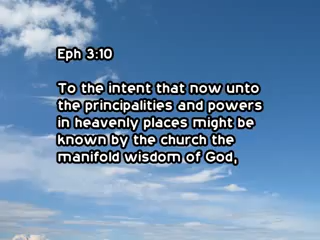 Eph 3:10
To the intent that now unto
the principalities and powers
in heavenly places might be
known by the church the
manifold wisdom of God,